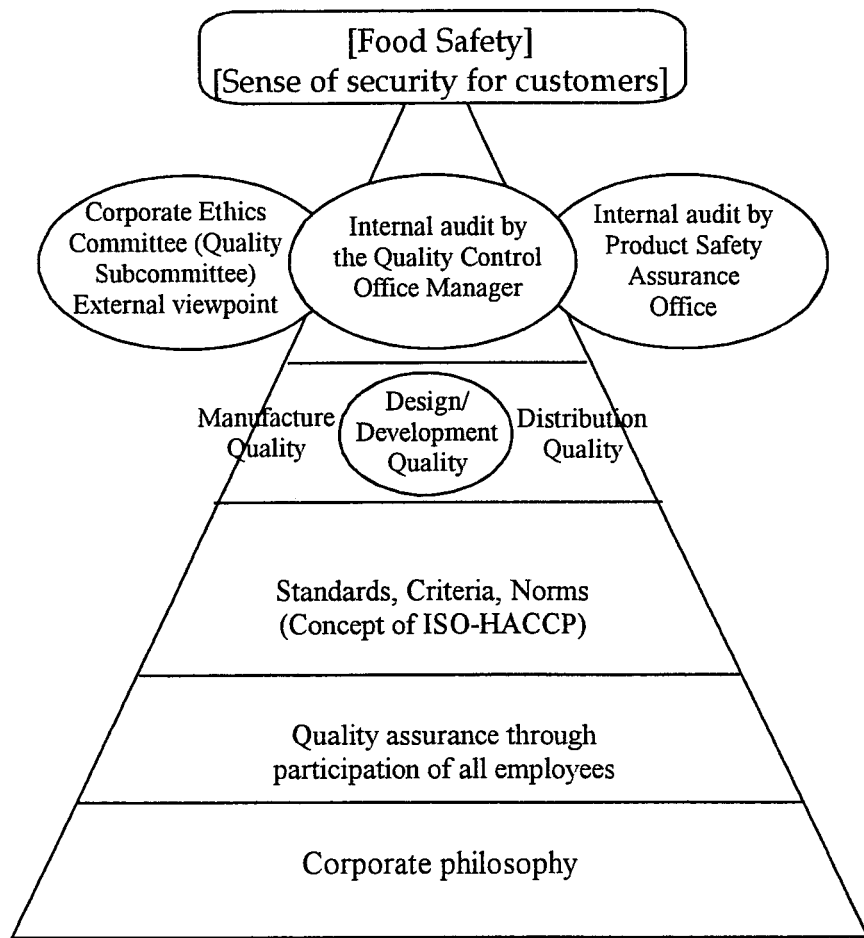 [Food Safety]
[Sense of security for customers]
Corporate Ethics
Committee (Quality
Subcommittee)
External viewpoint
Internal audit by
the Quality Control
Office Manager
Internal audit by
Product Safety
Assurance
Office
Manufacture
Quality
Design/
Development
Quality
Distribution
Quality
Standards, Criteria, Norms
(Concept of ISO-HACCP)
Quality assurance through
participation of all employees
Corporate philosophy